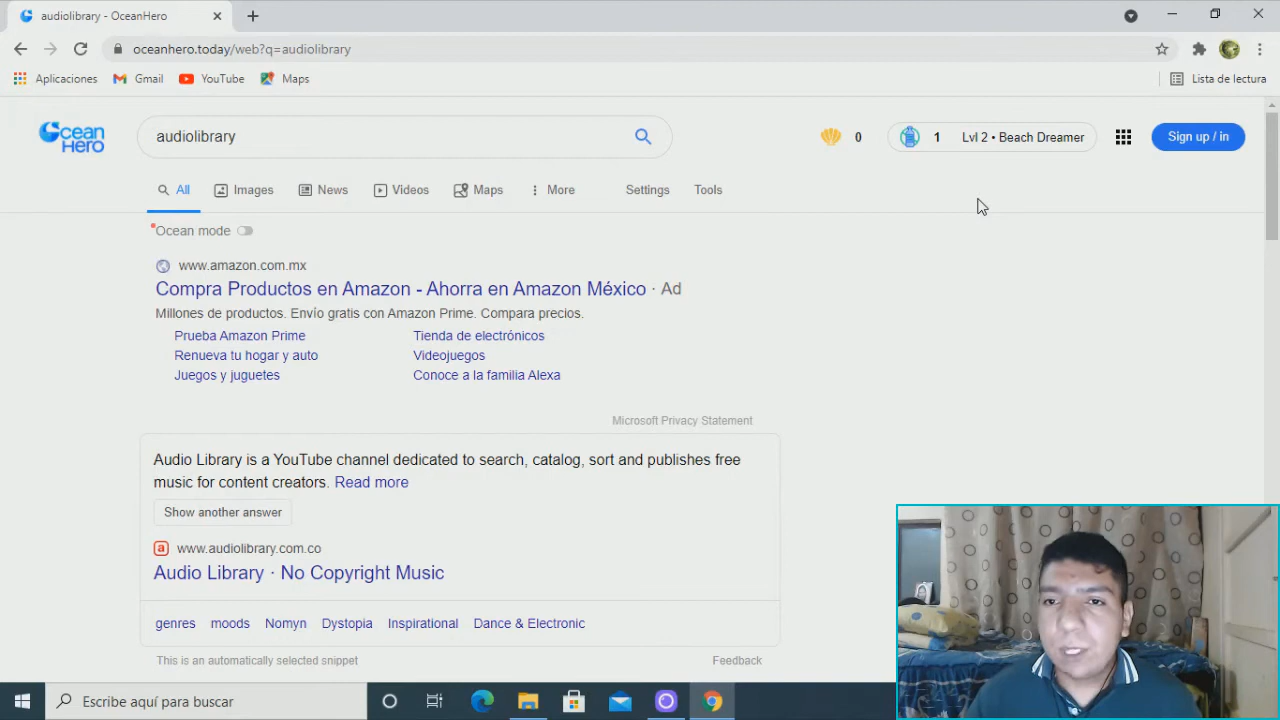 audiolibrary - OceanHero
oceanhero.today/web?q=audiolibrary
Aplicaciones Gmail YouTube Maps Lista de lectura
Ocean Hero audiolibrary 0 1 Lvl 2 • Beach Dreamer Sign up / in
All Images News Videos Maps More Settings Tools
Ocean mode
www.amazon.com.mx
Compra Productos en Amazon - Ahorra en Amazon México · Ad
Millones de productos. Envío gratis con Amazon Prime. Compara precios.
Prueba Amazon Prime Tienda de electrónicos
Renueva tu hogar y auto Videojuegos
Juegos y juguetes Conoce a la familia Alexa
Microsoft Privacy Statement
Audio Library is a YouTube channel dedicated to search, catalog, sort and publishes free
music for content creators. Read more
Show another answer
a www.audiolibrary.com.co
Audio Library · No Copyright Music
genres moods Nomyn Dystopia Inspirational Dance & Electronic
This is an automatically selected snippet Feedback
Escribe aquí para buscar